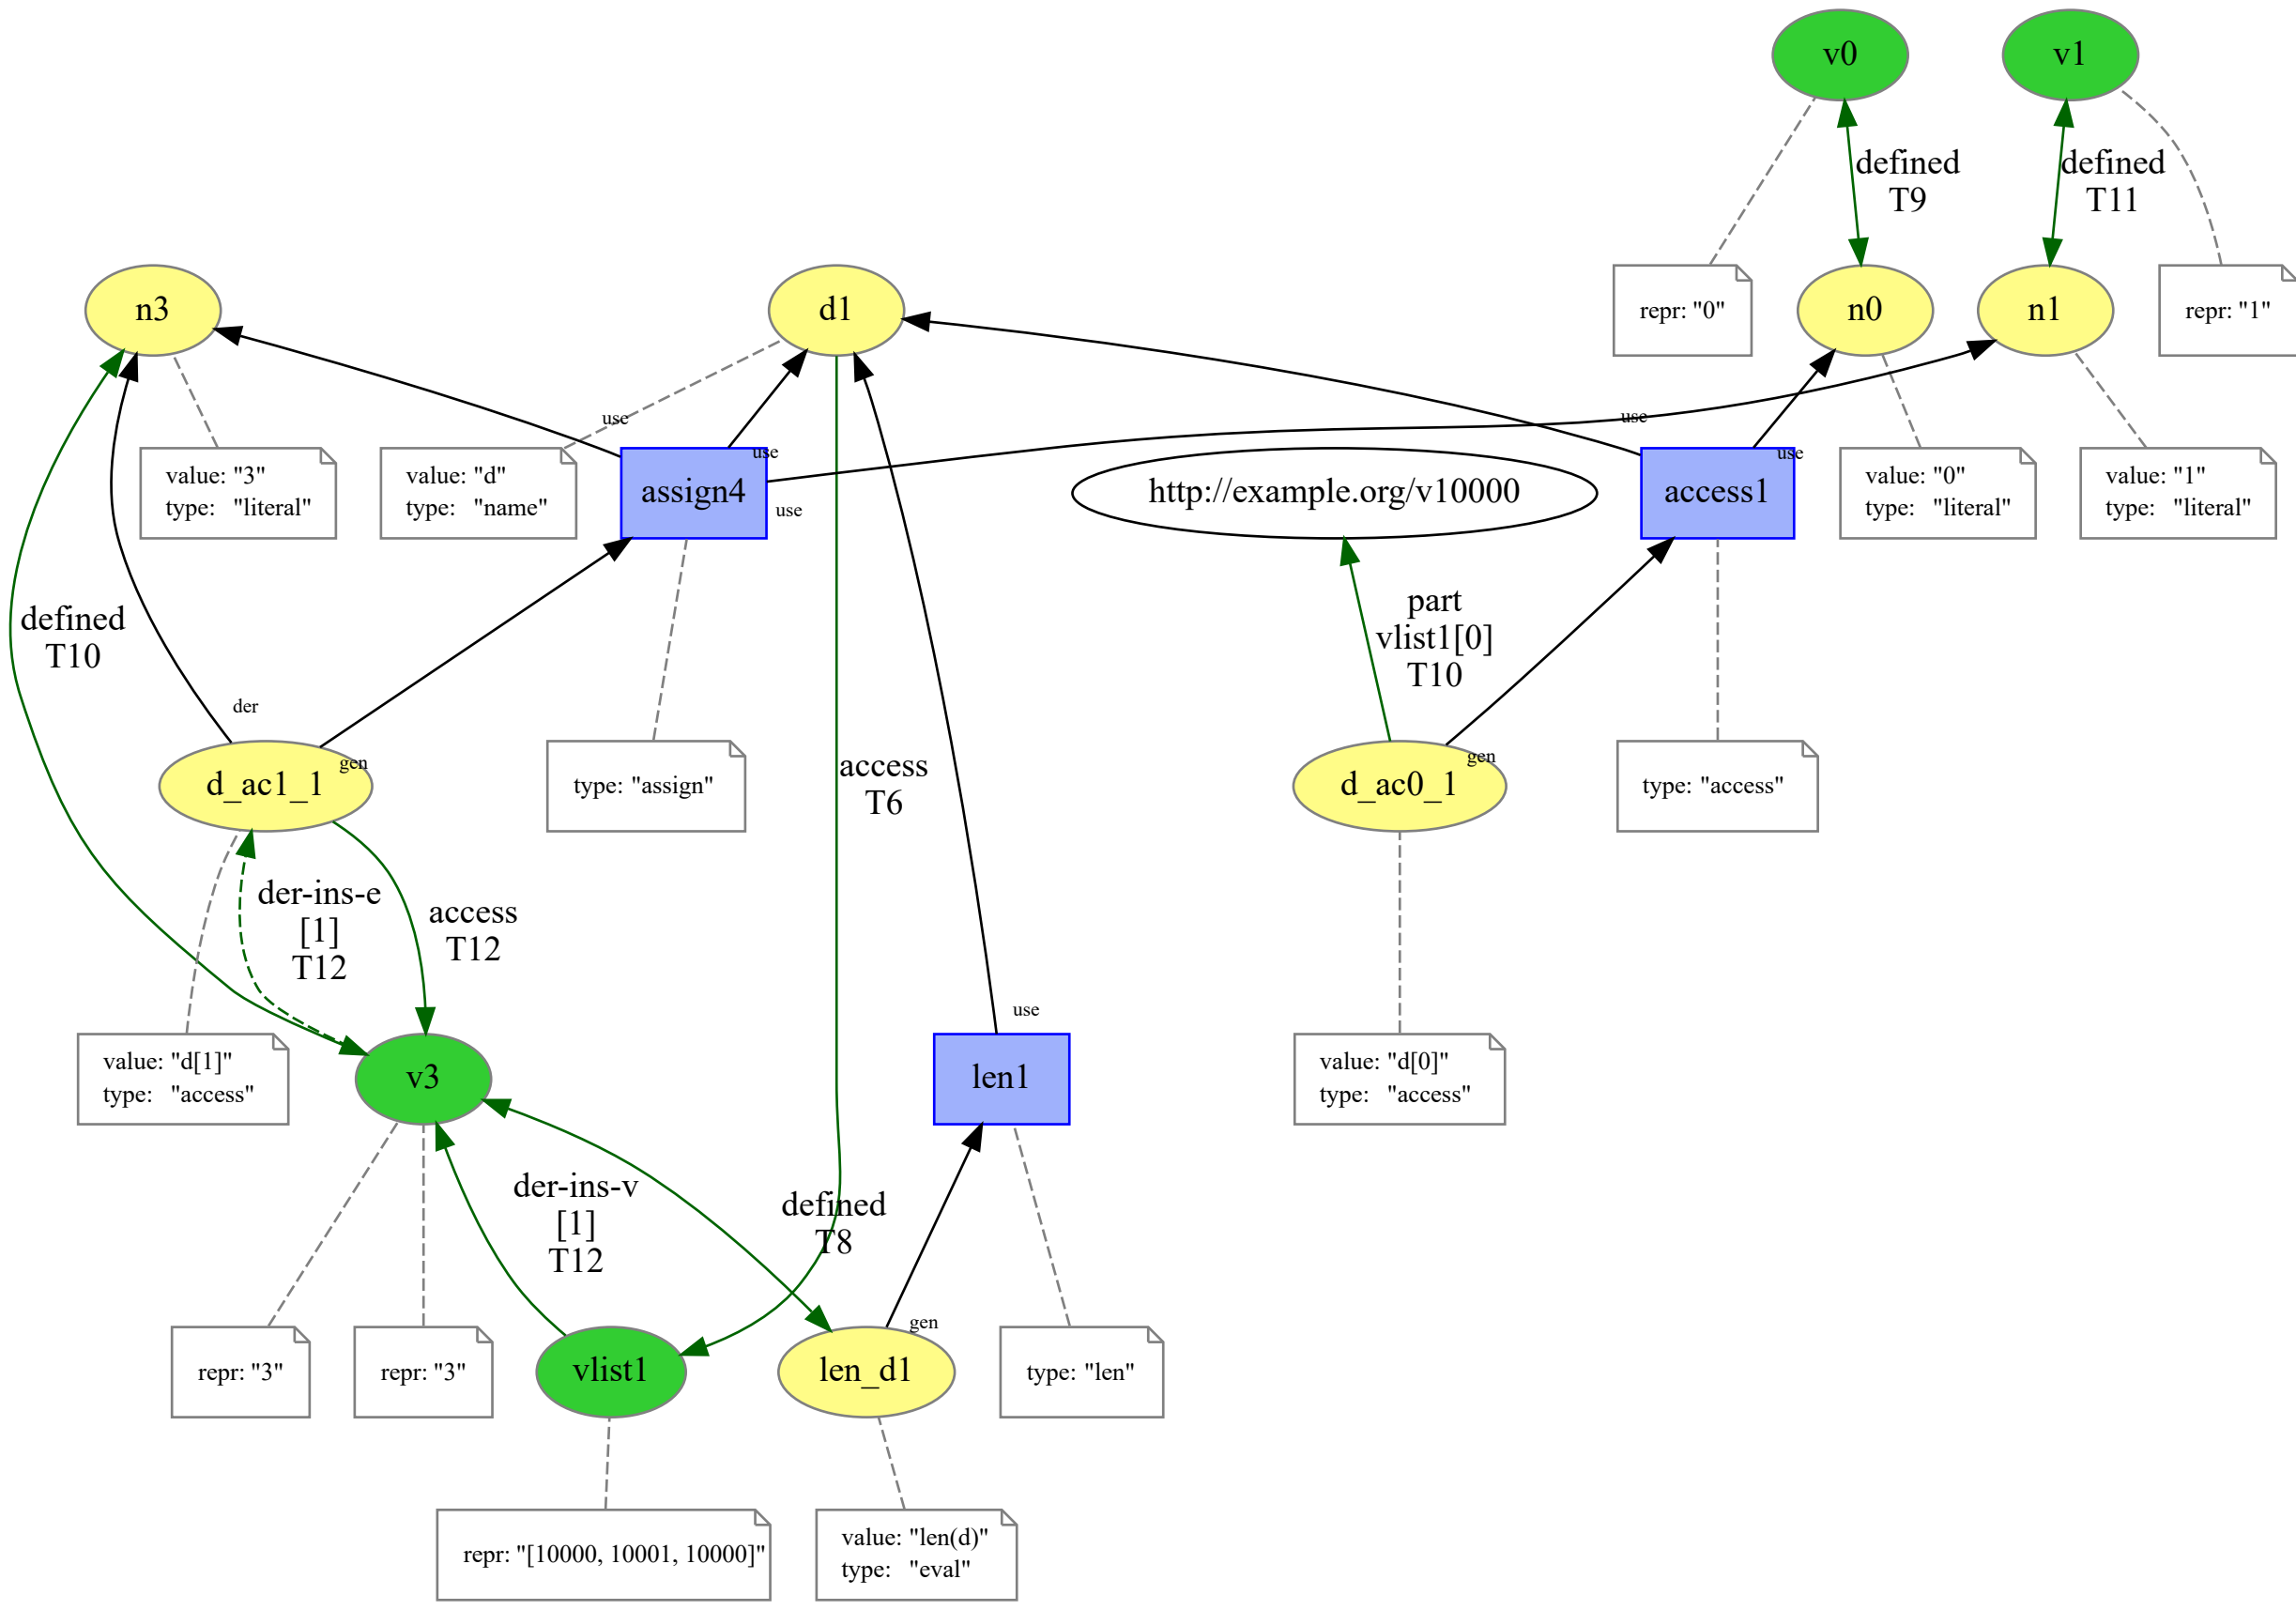 v0
v1
defined
T9
defined
T11
n3
d1
repr: "0"
n0
n1
repr: "1"
use
use
value: "3"
type: "literal"
value: "d"
type: "name"
assign4
use
use
http://example.org/v10000
access1
use
value: "0"
type: "literal"
value: "1"
type: "literal"
defined
T10
part
vlist1[0]
T10
der
access
T6
d_ac1_1
gen
type: "assign"
d_ac0_1
gen
type: "access"
der-ins-e
[1]
T12
access
T12
use
value: "d[1]"
type: "access"
v3
len1
value: "d[0]"
type: "access"
der-ins-v
[1]
T12
defined
T8
repr: "3"
repr: "3"
vlist1
len_d1
gen
type: "len"
repr: "[10000, 10001, 10000]"
value: "len(d)"
type: "eval"